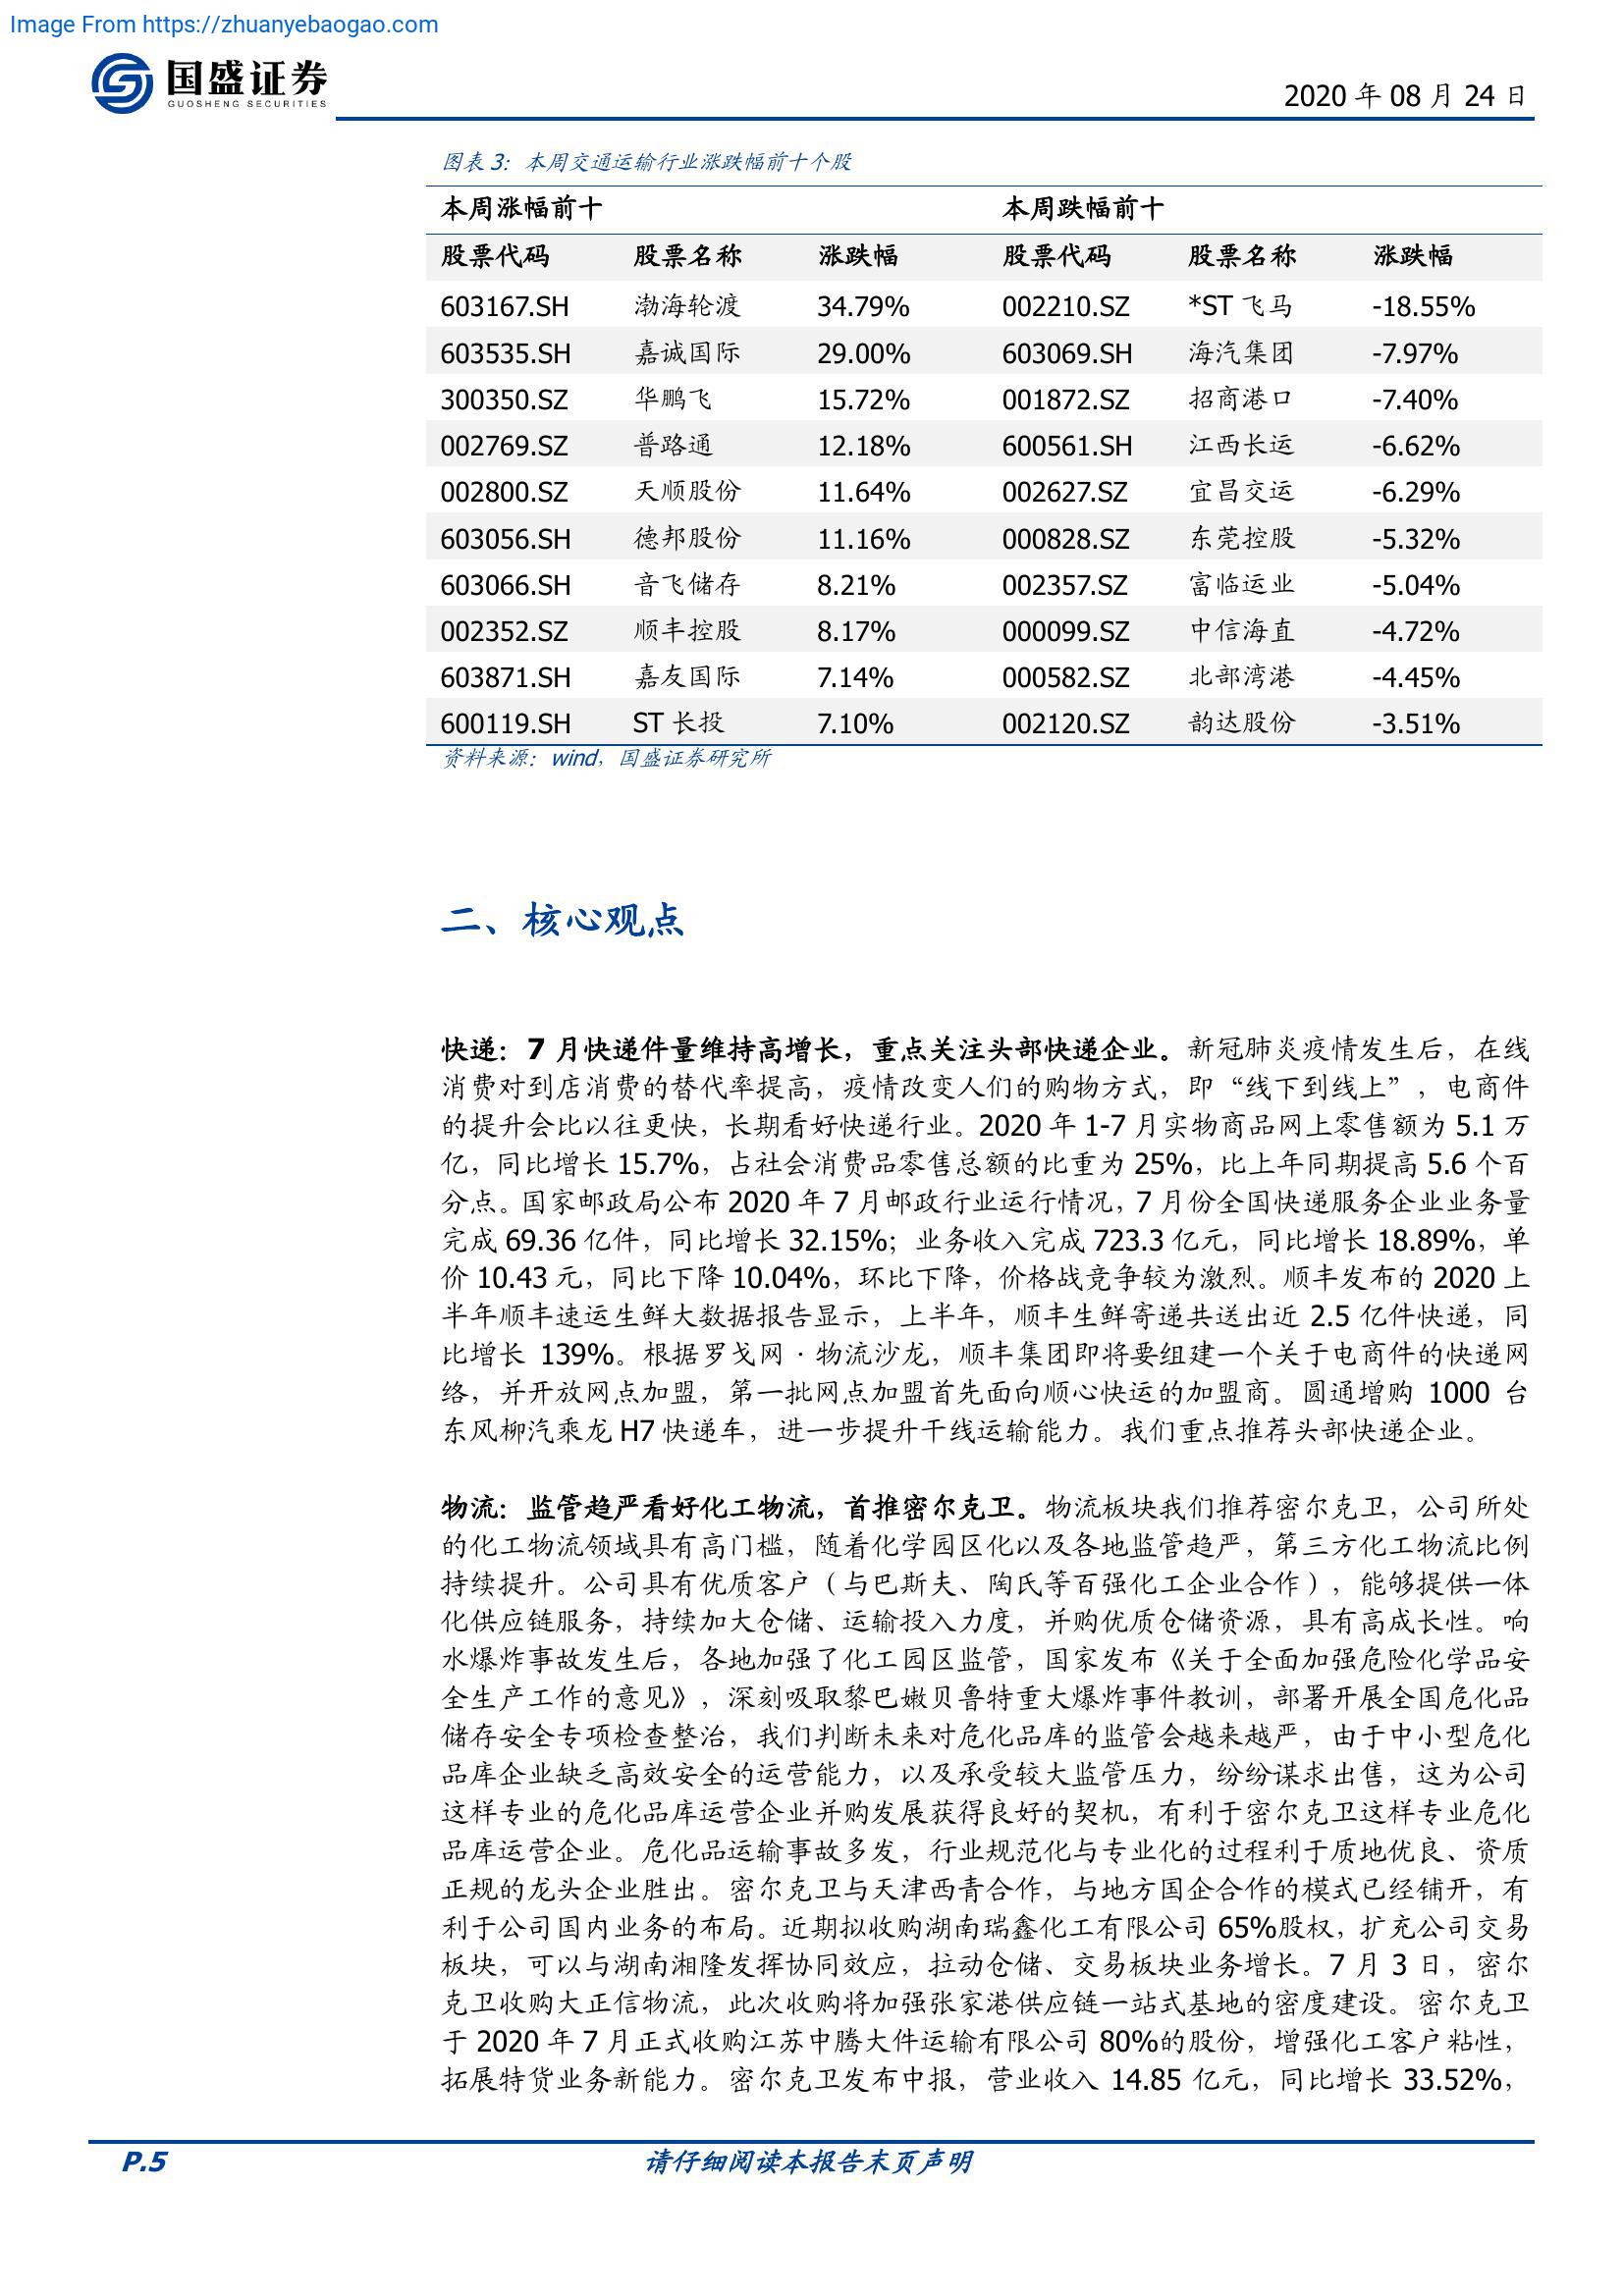 Image From https://zhuanyebaogao.com
国盛证券
GUOSHENG SECURITIES
2020 年 08 月 24 日
图表 3：本周交通运输行业涨跌幅前十个股
本周涨幅前十 本周跌幅前十
股票代码 股票名称 涨跌幅 股票代码 股票名称 涨跌幅
603167.SH 渤海轮渡 34.79% 002210.SZ *ST 飞马 -18.55%
603535.SH 嘉诚国际 29.00% 603069.SH 海汽集团 -7.97%
300350.SZ 华鹏飞 15.72% 001872.SZ 招商港口 -7.40%
002769.SZ 普路通 12.18% 600561.SH 江西长运 -6.62%
002800.SZ 天顺股份 11.64% 002627.SZ 宜昌交运 -6.29%
603056.SH 德邦股份 11.16% 000828.SZ 东莞控股 -5.32%
603066.SH 音飞储存 8.21% 002357.SZ 富临运业 -5.04%
002352.SZ 顺丰控股 8.17% 000099.SZ 中信海直 -4.72%
603871.SH 嘉友国际 7.14% 000582.SZ 北部湾港 -4.45%
600119.SH ST 长投 7.10% 002120.SZ 韵达股份 -3.51%
资料来源：wind，国盛证券研究所
二、核心观点
快递：7 月快递件量维持高增长，重点关注头部快递企业。新冠肺炎疫情发生后，在线
消费对到店消费的替代率提高，疫情改变人们的购物方式，即“线下到线上”，电商件
的提升会比以往更快，长期看好快递行业。2020 年 1-7 月实物商品网上零售额为 5.1 万
亿，同比增长 15.7%，占社会消费品零售总额的比重为 25%，比上年同期提高 5.6 个百
分点。国家邮政局公布 2020 年 7 月邮政行业运行情况，7 月份全国快递服务企业业务量
完成 69.36 亿件，同比增长 32.15%；业务收入完成 723.3 亿元，同比增长 18.89%，单
价 10.43 元，同比下降 10.04%，环比下降，价格战竞争较为激烈。顺丰发布的 2020 上
半年顺丰速运生鲜大数据报告显示，上半年，顺丰生鲜寄递共送出近 2.5 亿件快递，同
比增长 139%。根据罗戈网·物流沙龙，顺丰集团即将要组建一个关于电商件的快递网
络，并开放网点加盟，第一批网点加盟首先面向顺心快运的加盟商。圆通增购 1000 台
东风柳汽乘龙 H7 快递车，进一步提升干线运输能力。我们重点推荐头部快递企业。
物流：监管趋严看好化工物流，首推密尔克卫。物流板块我们推荐密尔克卫，公司所处
的化工物流领域具有高门槛，随着化学园区化以及各地监管趋严，第三方化工物流比例
持续提升。公司具有优质客户（与巴斯夫、陶氏等百强化工企业合作），能够提供一体
化供应链服务，持续加大仓储、运输投入力度，并购优质仓储资源，具有高成长性。响
水爆炸事故发生后，各地加强了化工园区监管，国家发布《关于全面加强危险化学品安
全生产工作的意见》，深刻吸取黎巴嫩贝鲁特重大爆炸事件教训，部署开展全国危化品
储存安全专项检查整治，我们判断未来对危化品库的监管会越来越严，由于中小型危化
品库企业缺乏高效安全的运营能力，以及承受较大监管压力，纷纷谋求出售，这为公司
这样专业的危化品库运营企业并购发展获得良好的契机，有利于密尔克卫这样专业危化
品库运营企业。危化品运输事故多发，行业规范化与专业化的过程利于质地优良、资质
正规的龙头企业胜出。密尔克卫与天津西青合作，与地方国企合作的模式已经铺开，有
利于公司国内业务的布局。近期拟收购湖南瑞鑫化工有限公司 65%股权，扩充公司交易
板块，可以与湖南湘隆发挥协同效应，拉动仓储、交易板块业务增长。7 月 3 日，密尔
克卫收购大正信物流，此次收购将加强张家港供应链一站式基地的密度建设。密尔克卫
于 2020 年 7 月正式收购江苏中腾大件运输有限公司 80%的股份，增强化工客户粘性，
拓展特货业务新能力。密尔克卫发布中报，营业收入 14.85 亿元，同比增长 33.52%，
P.5 请仔细阅读本报告末页声明